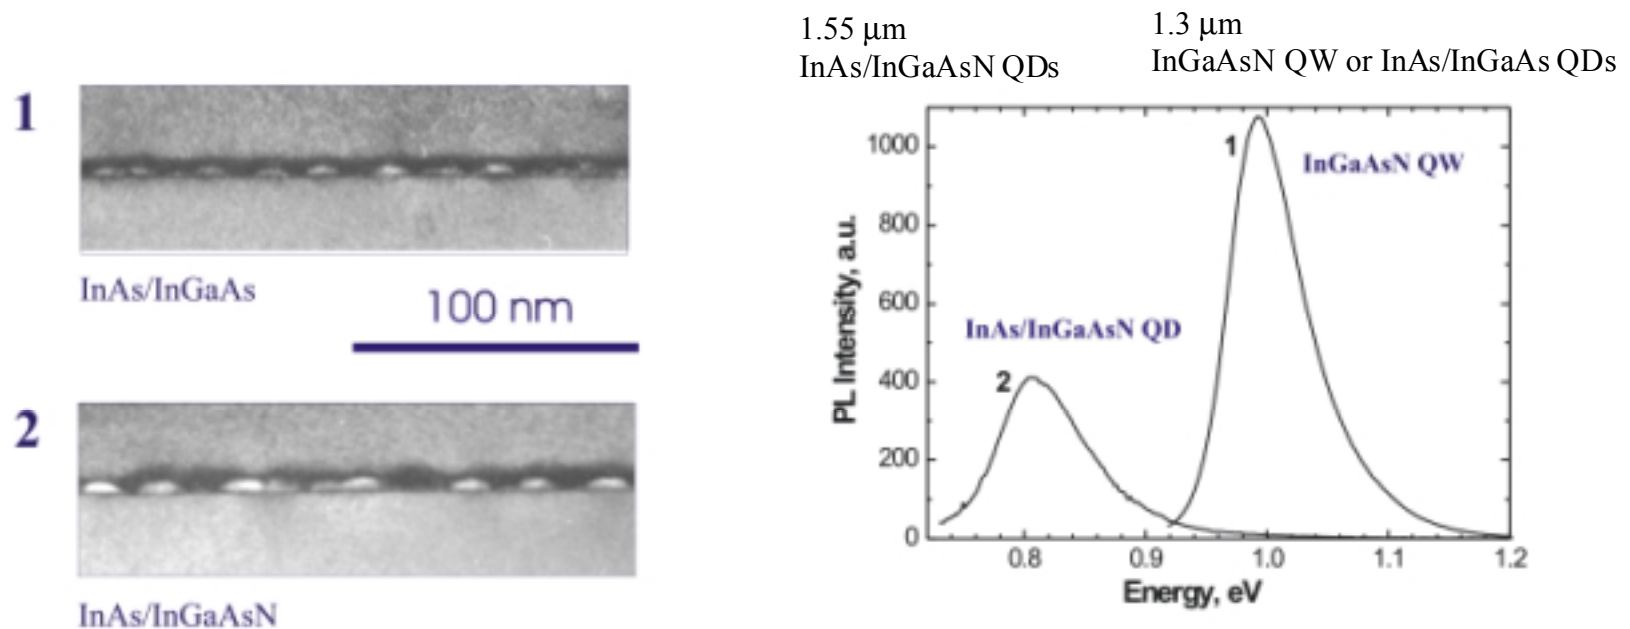 1
InAs/InGaAs
100 nm
2
InAs/InGaAsN
1.55 μm
InAs/InGaAsN QDs
1.3 μm
InGaAsN QW or InAs/InGaAs QDs
1
InGaAsN QW
InAs/InGaAsN QD
2
PL Intensity, a.u.
1000
800
600
400
200
0
0.8 0.9 1.0 1.1 1.2
Energy, eV